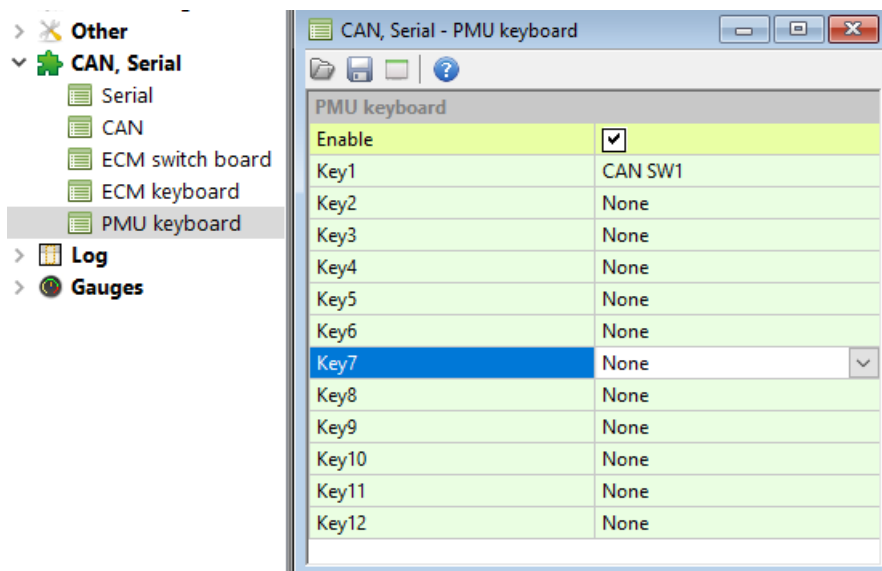 Other
CAN, Serial
Serial
CAN
ECM switch board
ECM keyboard
PMU keyboard
Log
Gauges
CAN, Serial - PMU keyboard
PMU keyboard
Enable
Key1 CAN SW1
Key2 None
Key3 None
Key4 None
Key5 None
Key6 None
Key7 None
Key8 None
Key9 None
Key10 None
Key11 None
Key12 None